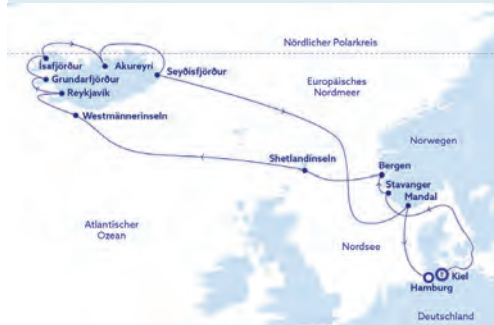 Nördlicher Polarkreis
Ísafjörður
Akureyri
Seyðisfjörður
Grundarfjörður
Reykjavík
Europäisches
Nordmeer
Westmännerinseln
Norwegen
Shetlandinseln
Bergen
Stavanger
Mandal
Atlantischer
Ozean
Nordsee
Kiel
Hamburg
Deutschland